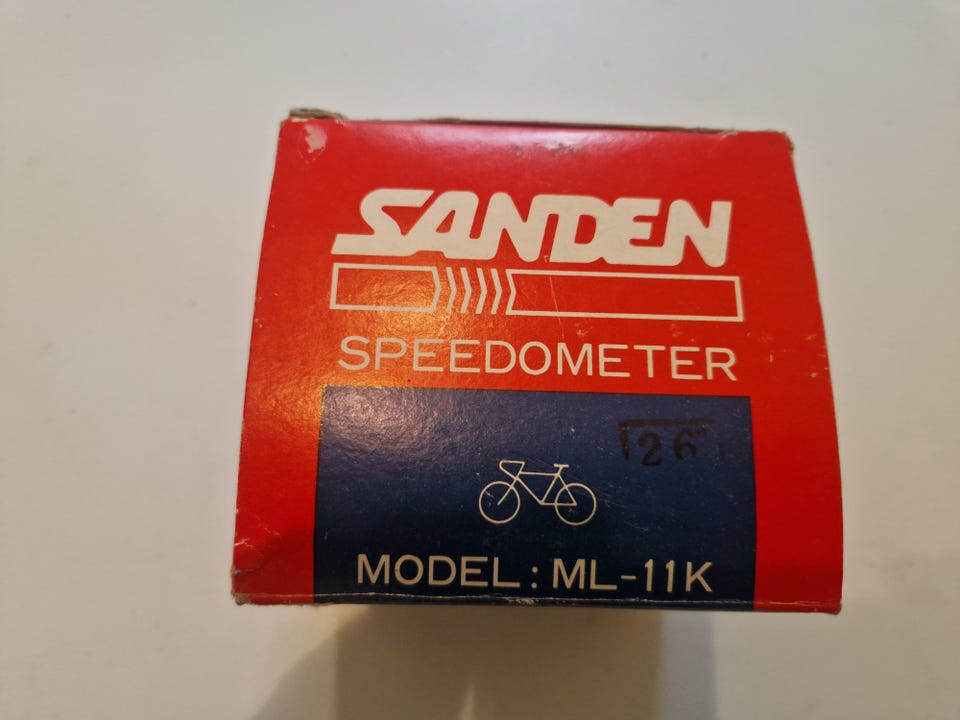 SANDEN
SPEEDOMETER
26
MODEL : ML-11K